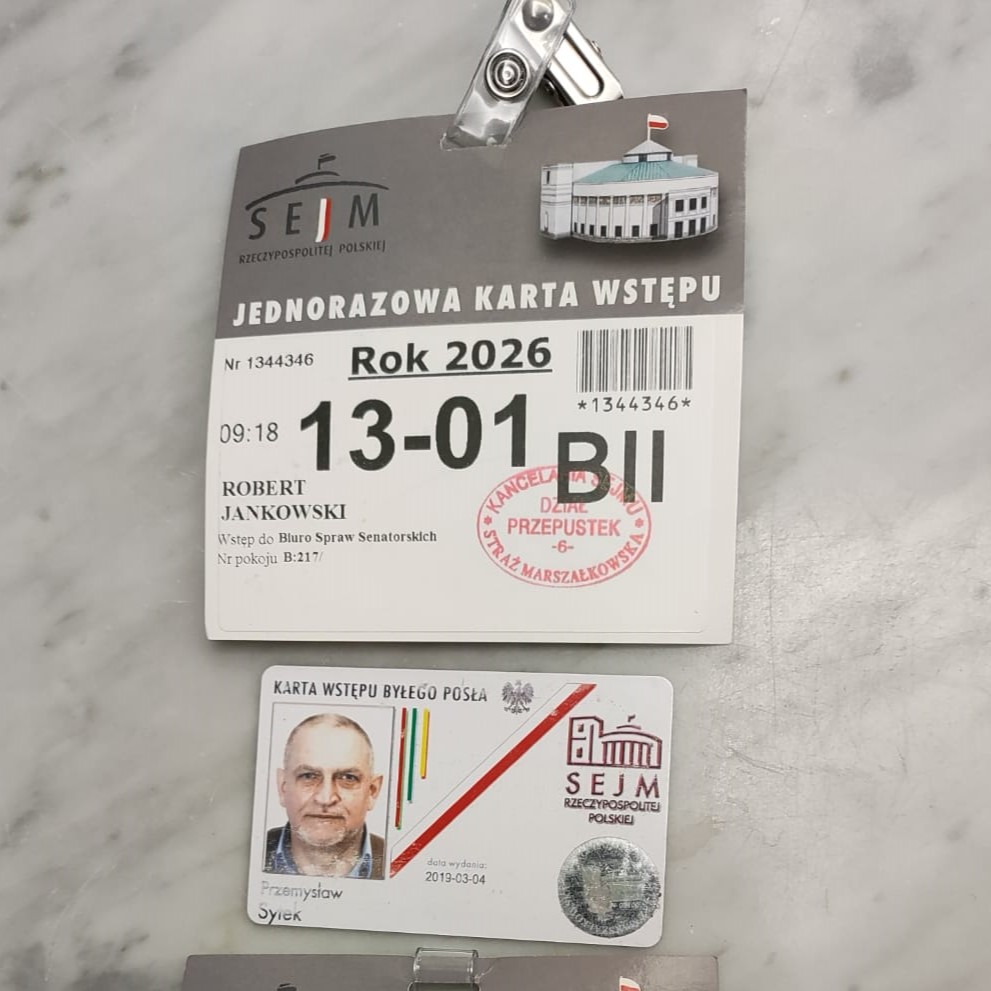 SEJM
RZECZYPOSPOLITEJ POLSKIEJ
JEDNORAZOWA KARTA WSTĘPU
Nr 1344346
Rok 2026
*1344346*
09:18
13-01
BII
ROBERT
JANKOWSKI
Wstęp do Biuro Spraw Senatorskich
Nr pokoju B:217/
KANCELARIA SEJMU
DZIAŁ
PRZEPUSTEK
-6-
STRAŻ MARSZAŁKOWSKA
KARTA WSTĘPU BYŁEGO POSŁA
SEJM
RZECZYPOSPOLITEJ
POLSKIEJ
data wydania:
2019-03-04
Przemysław
Sytek